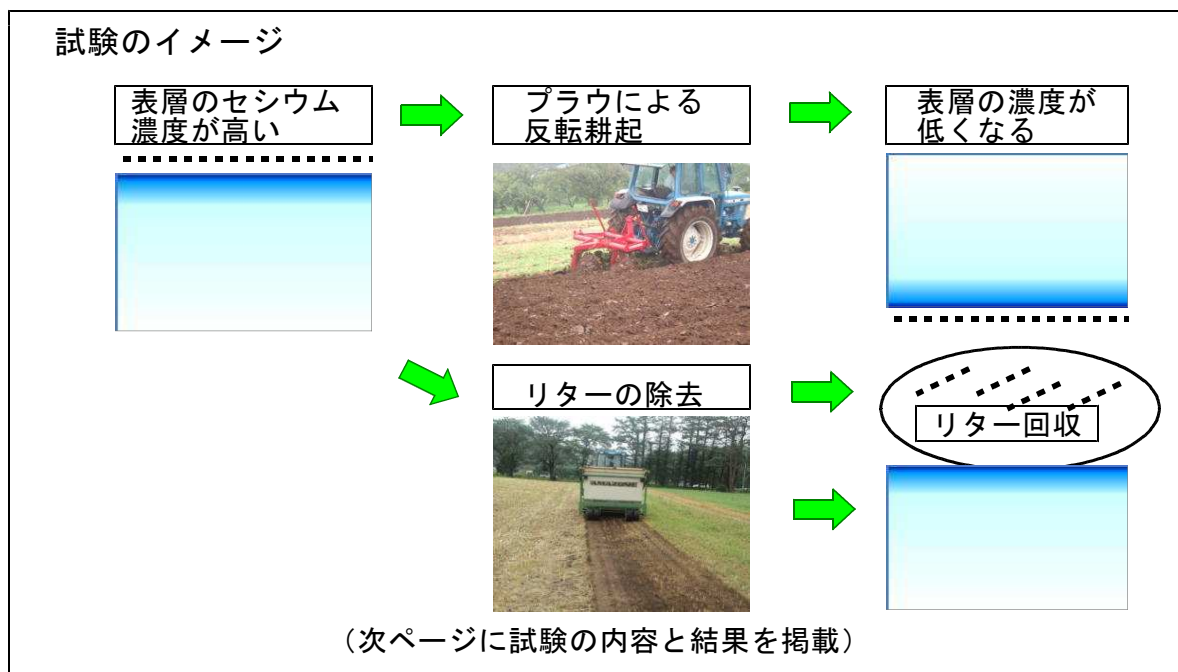 試験のイメージ
表層のセシウム
濃度が高い
プラウによる
反転耕起
表層の濃度が
低くなる
リターの除去
AMAZONE
リター回収
（次ページに試験の内容と結果を掲載）